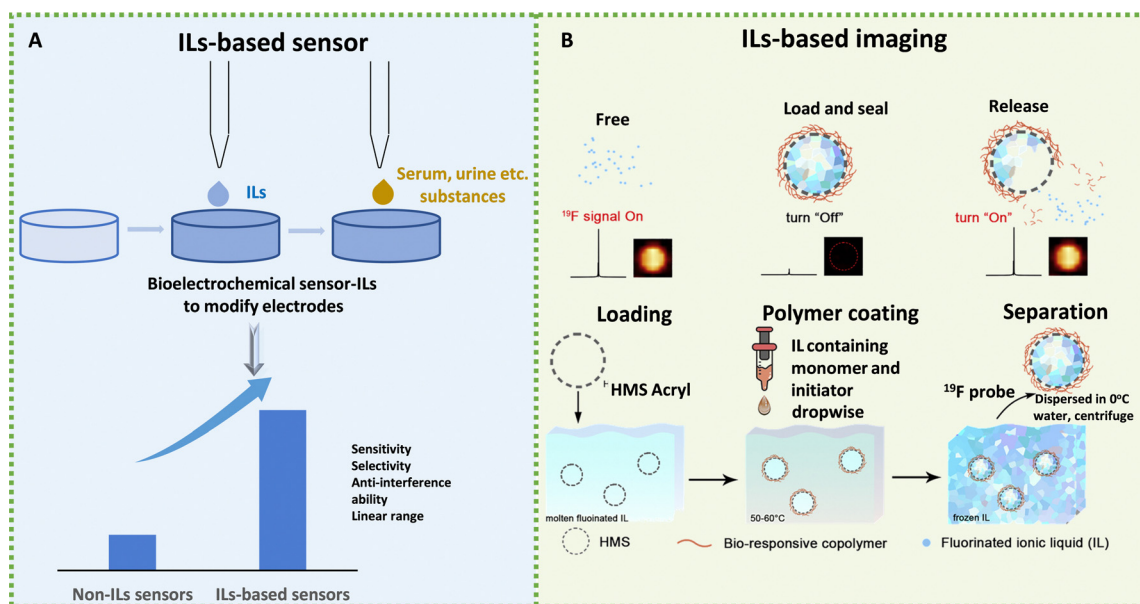 A
ILs-based sensor
ILs
Serum, urine etc.
substances
Bioelectrochemical sensor-ILs
to modify electrodes
Sensitivity
Selectivity
Anti-interference
ability
Linear range
Non-ILs sensors
ILs-based sensors
B
ILs-based imaging
Free
Load and seal
Release
¹⁹F signal On
turn “Off”
turn “On”
Loading
Polymer coating
Separation
HMS Acryl
IL containing
monomer and
initiator
dropwise
¹⁹F probe
Dispersed in 0°C
water, centrifuge
molten fluoinated IL
50-60°C
frozen IL
HMS
Bio-responsive copolymer
Fluorinated ionic liquid (IL)